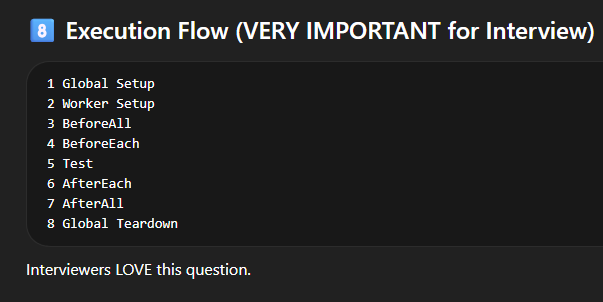 8 Execution Flow (VERY IMPORTANT for Interview)
1 Global Setup
2 Worker Setup
3 BeforeAll
4 BeforeEach
5 Test
6 AfterEach
7 AfterAll
8 Global Teardown
Interviewers LOVE this question.